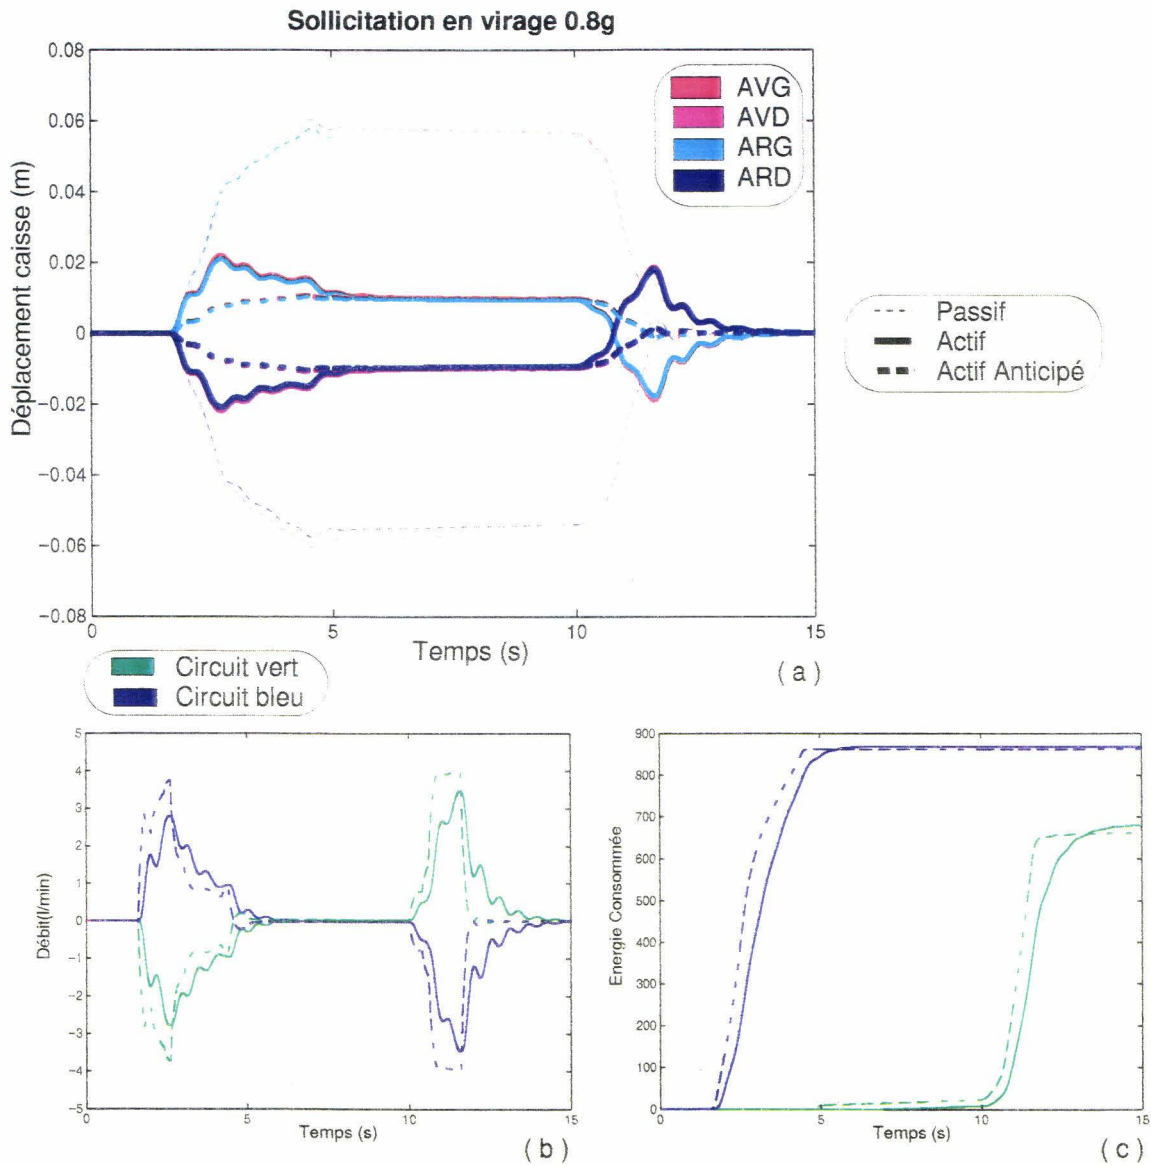 Sollicitation en virage 0.8g
0.08
0.06
0.04
0.02
0
−0.02
−0.04
−0.06
−0.08
Déplacement caisse (m)
AVG
AVD
ARG
ARD
Passif
Actif
Actif Anticipé
0
5
10
15
Temps (s)
( a )
Circuit vert
Circuit bleu
5
4
3
2
1
0
−1
−2
−3
−4
−5
Débit(l/min)
0
5
10
15
Temps (s)
( b )
900
800
700
600
500
400
300
200
100
0
Energie Consommée
0
5
10
15
Temps (s)
( c )